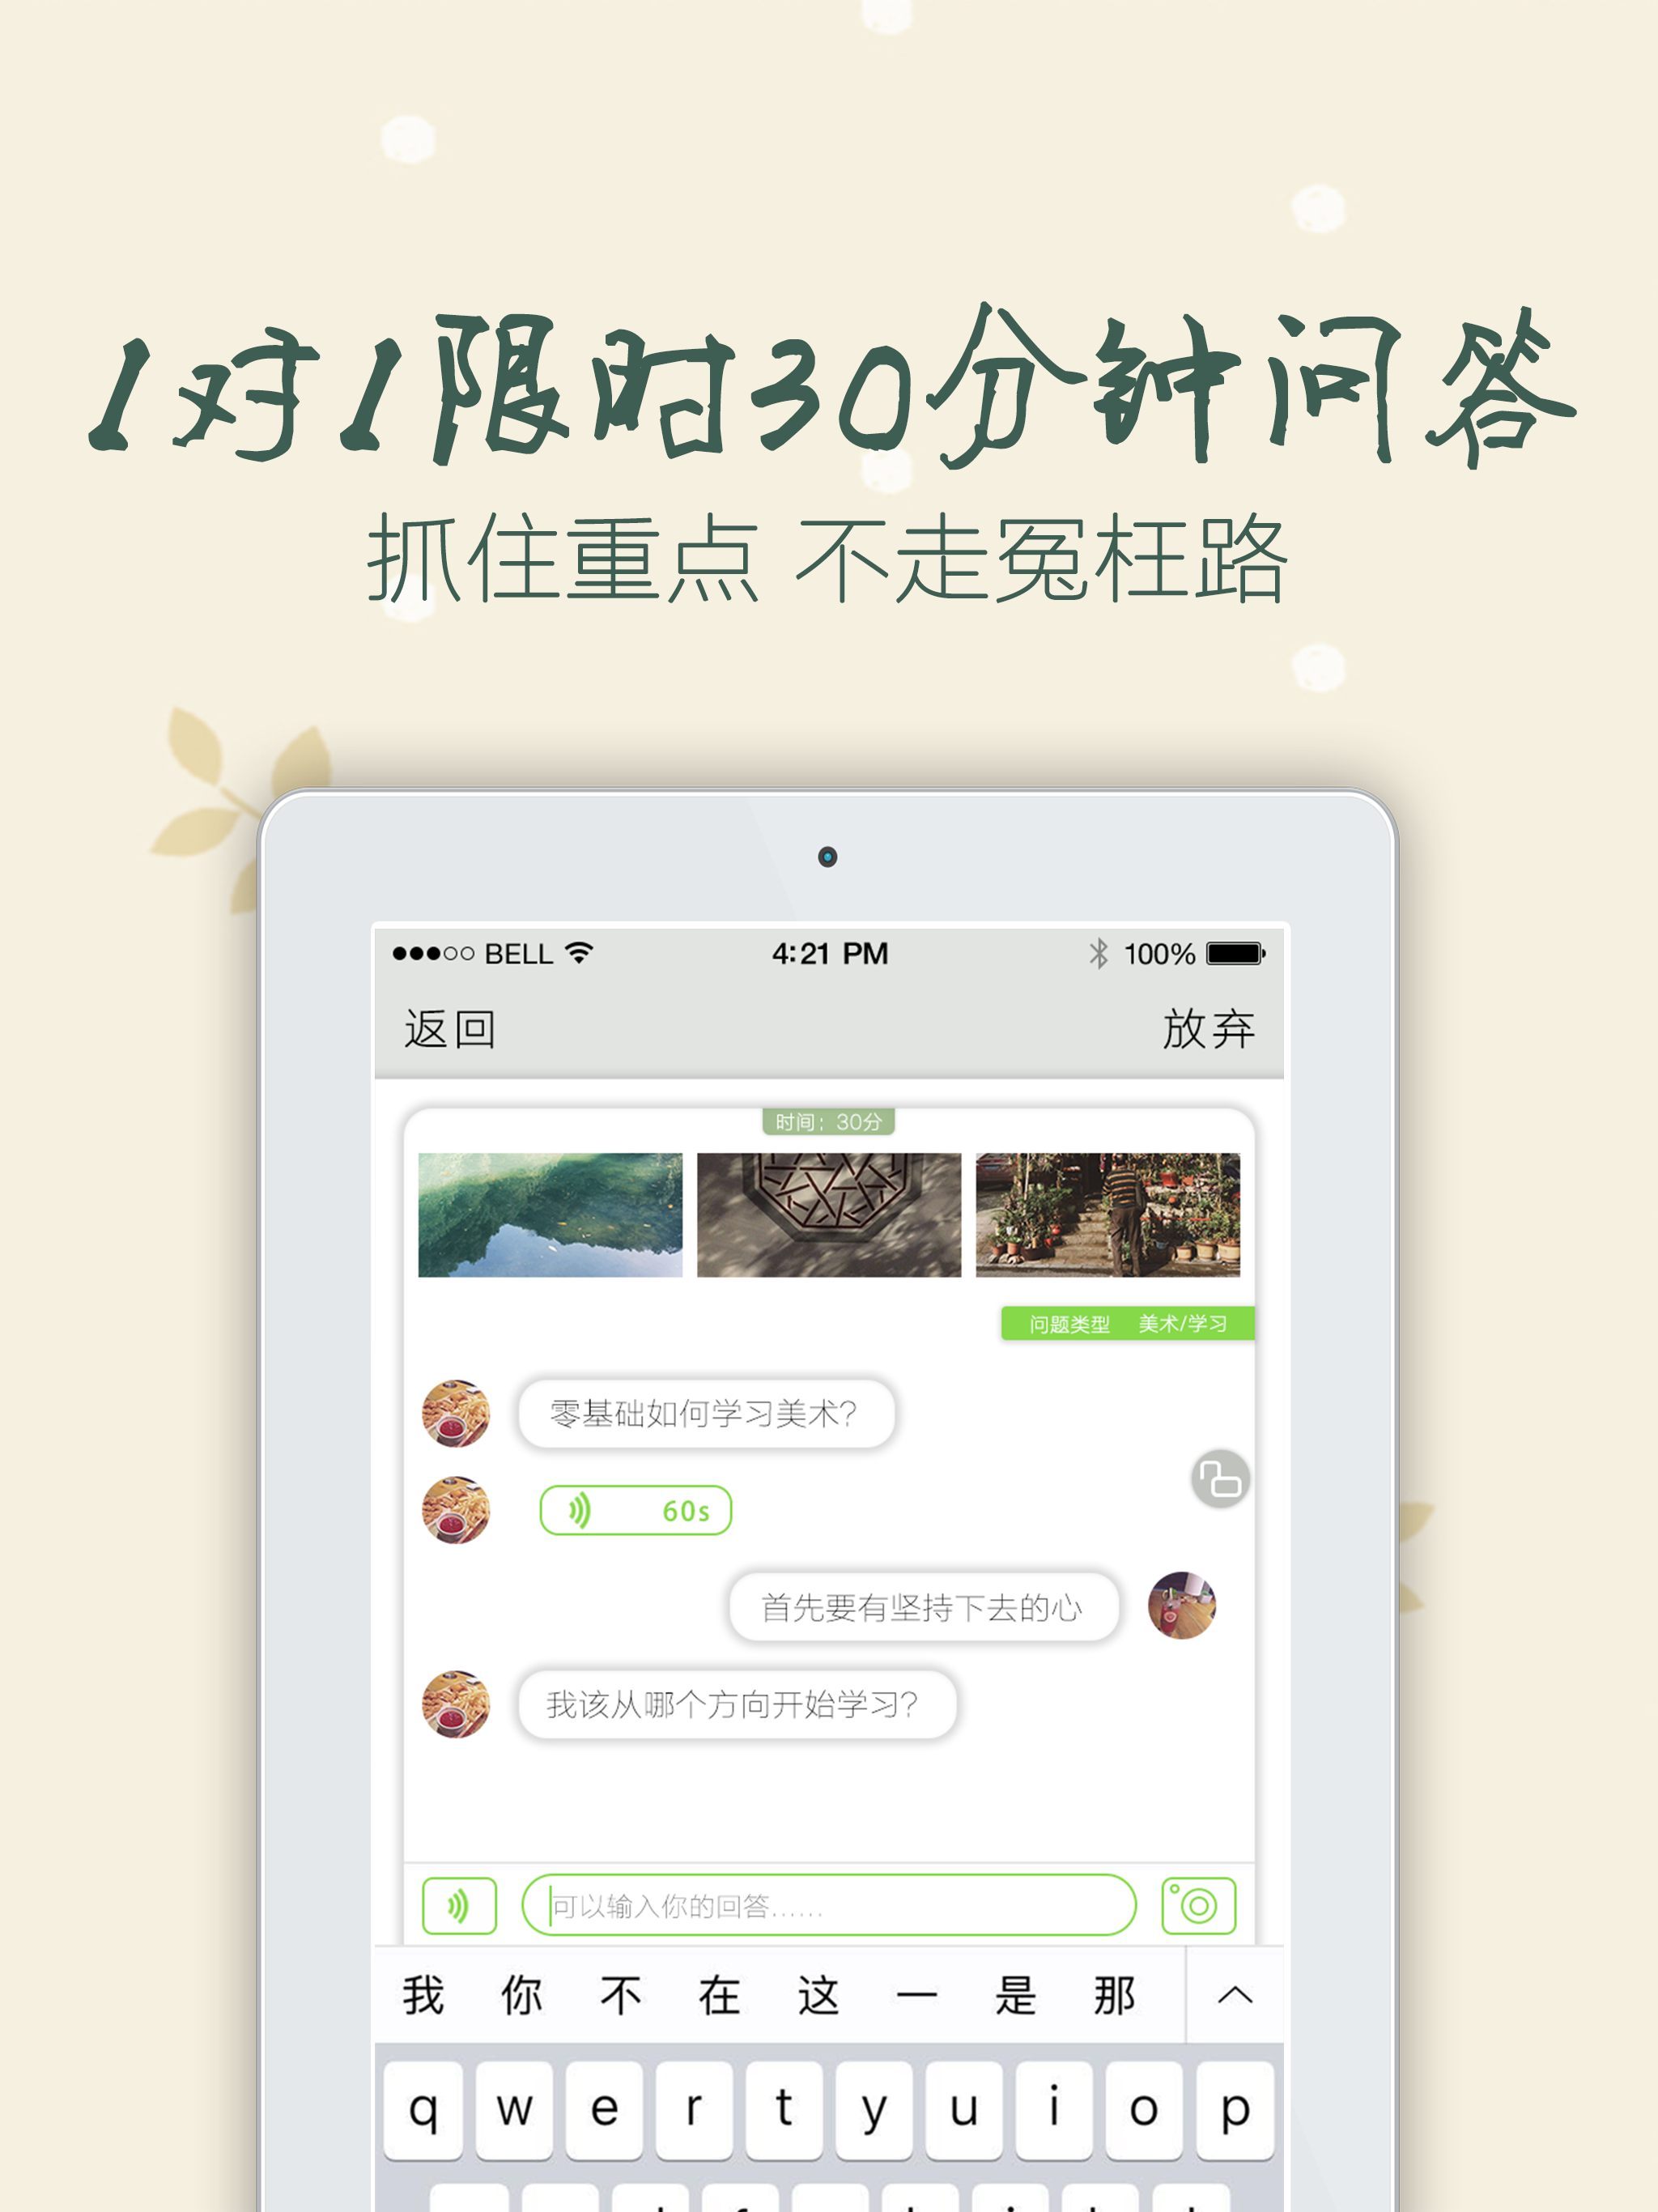 1对1限时30分钟问答
抓住重点 不走冤枉路
BELL 4:21 PM 100%
返回 放弃
时间：30分
问题类型 美术/学习
零基础如何学习美术?
60s
首先要有坚持下去的心
我该从哪个方向开始学习?
可以输入你的回答……
我 你 不 在 这 一 是 那
q w e r t y u i o p